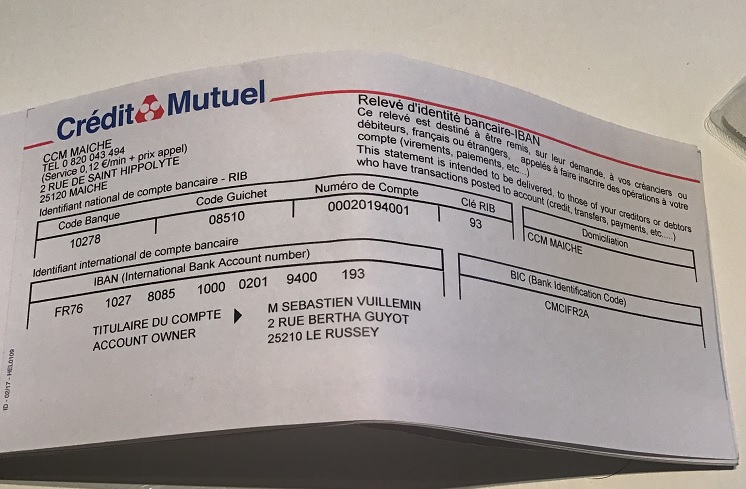 Crédit Mutuel
CCM MAICHE
TEL 0 820 043 494
(Service 0,12 €/min + prix appel)
2 RUE DE SAINT HIPPOLYTE
25120 MAICHE
Relevé d'identité bancaire-IBAN
Ce relevé est destiné à être remis, sur leur demande, à vos créanciers ou
débiteurs, français ou étrangers, appelés à faire inscrire des opérations à votre
compte (virements, paiements, etc...)
This statement is intended to be delivered, to those of your creditors or debtors
who have transactions posted to account (credit, transfers, payments, etc.....)
Identifiant national de compte bancaire - RIB
Code Banque Code Guichet Numéro de Compte Clé RIB Domiciliation
10278 08510 00020194001 93 CCM MAICHE
Identifiant international de compte bancaire
IBAN (International Bank Account number) BIC (Bank Identification Code)
FR76 1027 8085 1000 0201 9400 193 CMCIFR2A
TITULAIRE DU COMPTE
ACCOUNT OWNER
M SEBASTIEN VUILLEMIN
2 RUE BERTHA GUYOT
25210 LE RUSSEY
ID - 02/17 - HEL0109